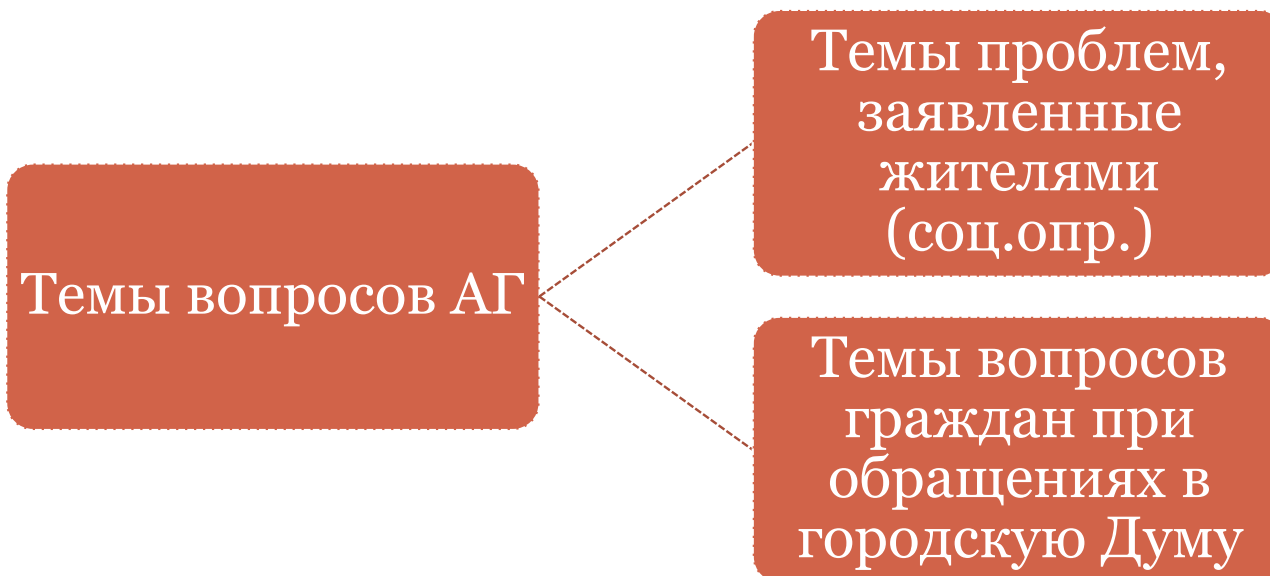 Темы вопросов АГ
Темы проблем,
заявленные
жителями
(соц.опр.)
Темы вопросов
граждан при
обращениях в
городскую Думу